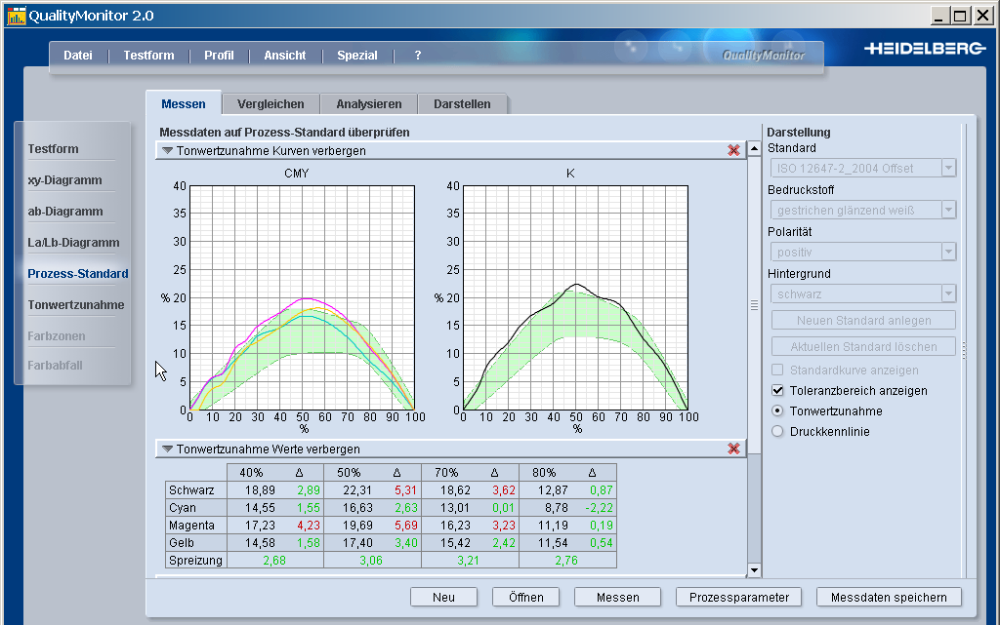 QualityMonitor 2.0
Datei Testform Profil Ansicht Spezial ?
QualityMonitor
HEIDELBERG
Messen Vergleichen Analysieren Darstellen
Testform
xy-Diagramm
ab-Diagramm
La/Lb-Diagramm
Prozess-Standard
Tonwertzunahme
Farbzonen
Farbabfall
Messdaten auf Prozess-Standard überprüfen
Tonwertzunahme Kurven verbergen
CMY
40
35
30
25
% 20
15
10
5
0
0 10 20 30 40 50 60 70 80 90 100
%
K
40
35
30
25
% 20
15
10
5
0
0 10 20 30 40 50 60 70 80 90 100
%
Tonwertzunahme Werte verbergen
40% Δ 50% Δ 70% Δ 80% Δ
Schwarz 18,89 2,89 22,31 5,31 18,62 3,62 12,87 0,87
Cyan 14,55 1,55 16,63 2,63 13,01 0,01 8,78 -2,22
Magenta 17,23 4,23 19,69 5,69 16,23 3,23 11,19 0,19
Gelb 14,58 1,58 17,40 3,40 15,42 2,42 11,54 0,54
Spreizung 2,68 3,06 3,21 2,76
Darstellung
Standard
ISO 12647-2_2004 Offset
Bedruckstoff
gestrichen glänzend weiß
Polarität
positiv
Hintergrund
schwarz
Neuen Standard anlegen
Aktuellen Standard löschen
Standardkurve anzeigen
Toleranzbereich anzeigen
Tonwertzunahme
Druckkennlinie
Neu Öffnen Messen Prozessparameter Messdaten speichern